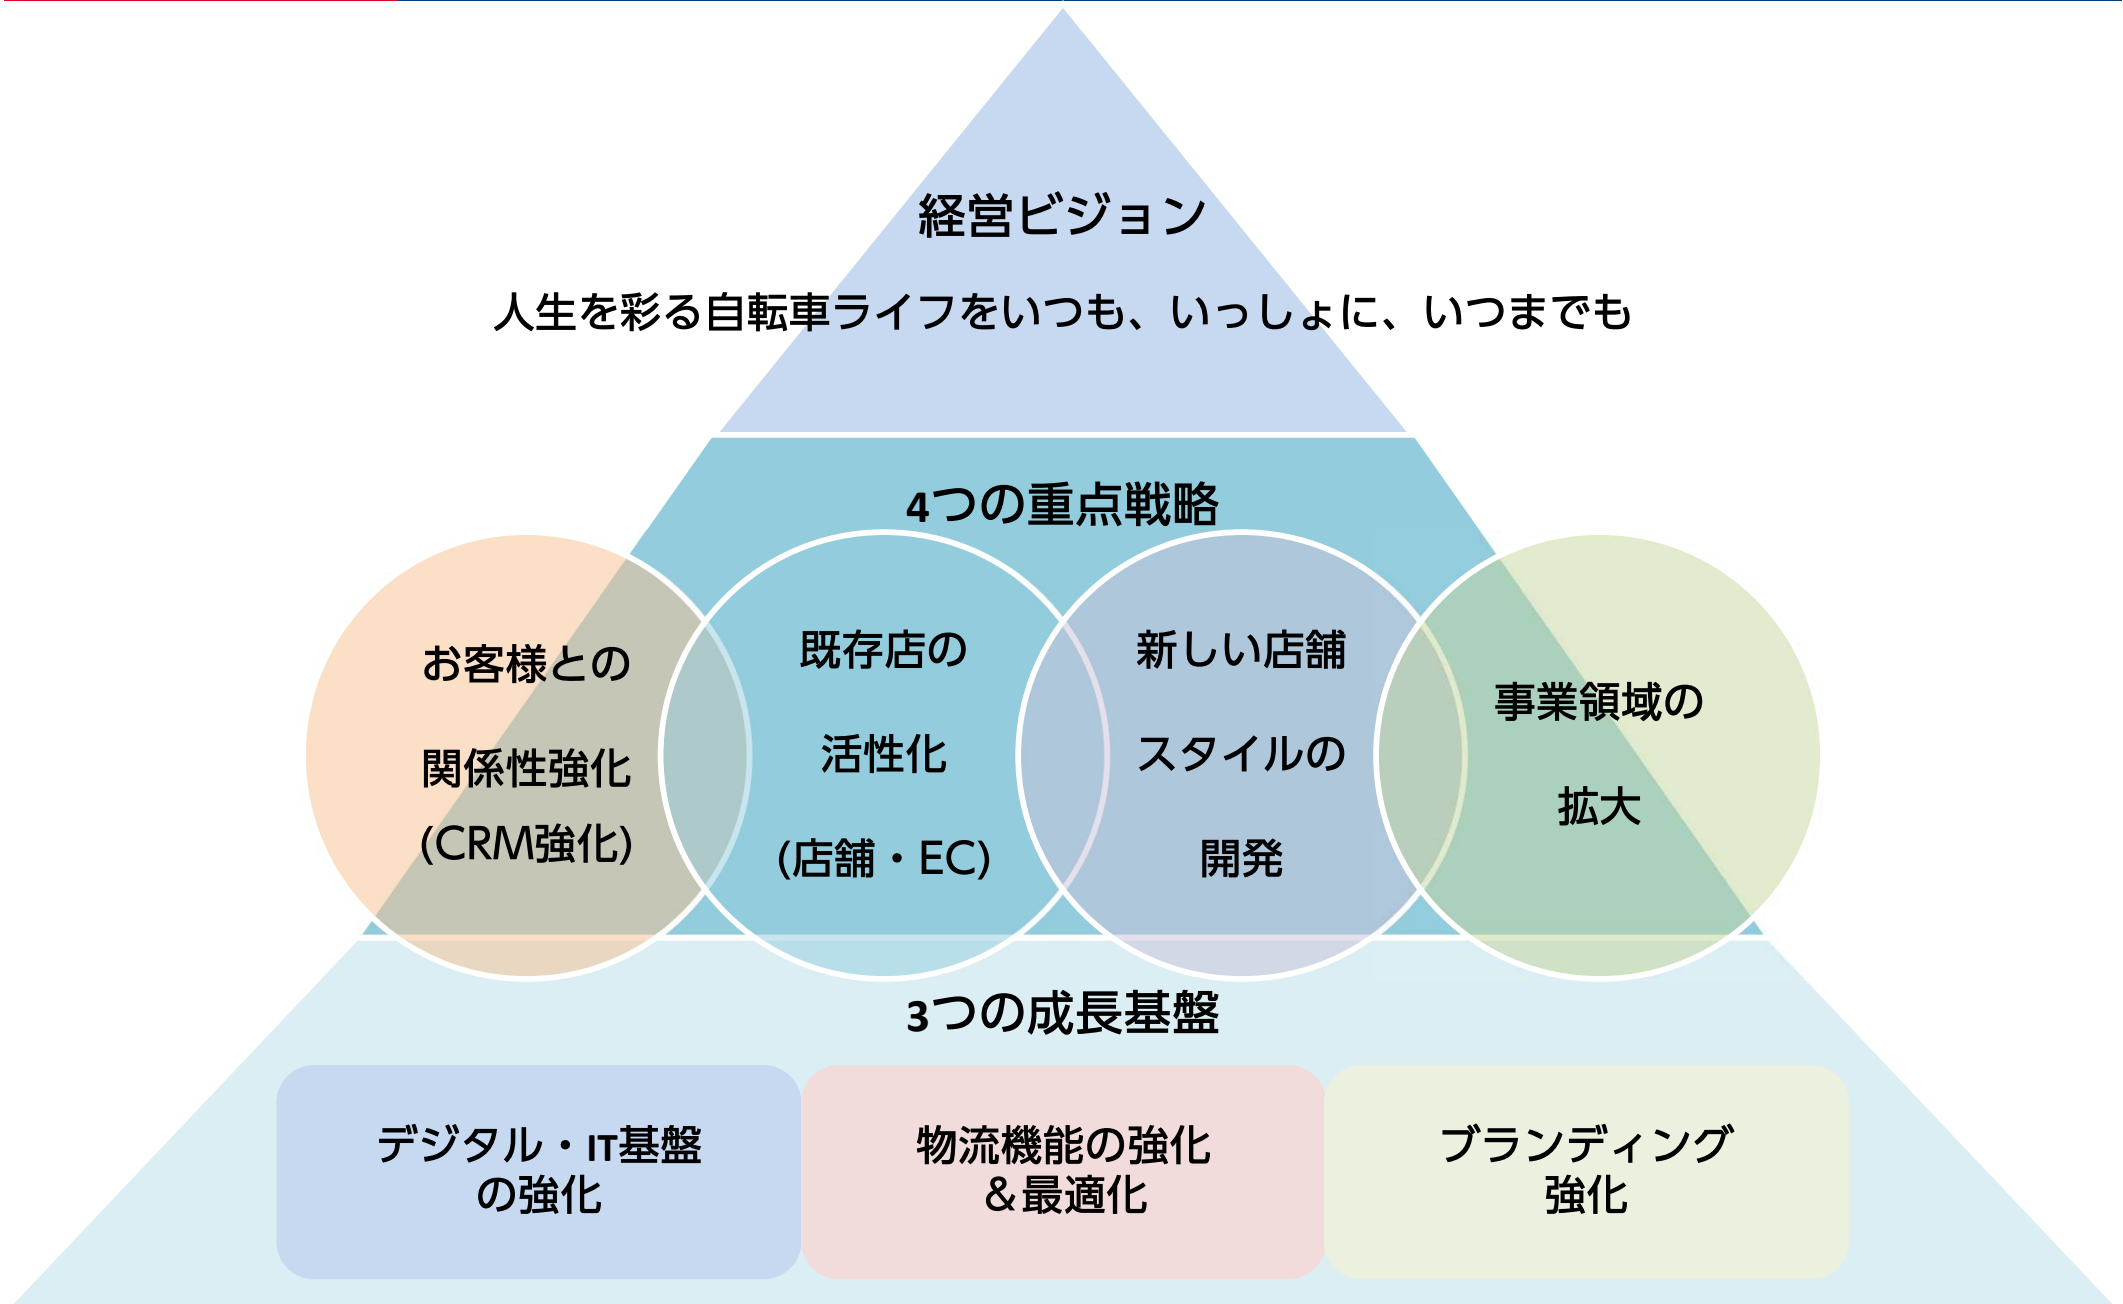 経営ビジョン
人生を彩る自転車ライフをいつも、いっしょに、いつまでも
4つの重点戦略
お客様との
関係性強化
(CRM強化)
既存店の
活性化
(店舗・EC)
新しい店舗
スタイルの
開発
事業領域の
拡大
3つの成長基盤
デジタル・IT基盤
の強化
物流機能の強化
＆最適化
ブランディング
強化